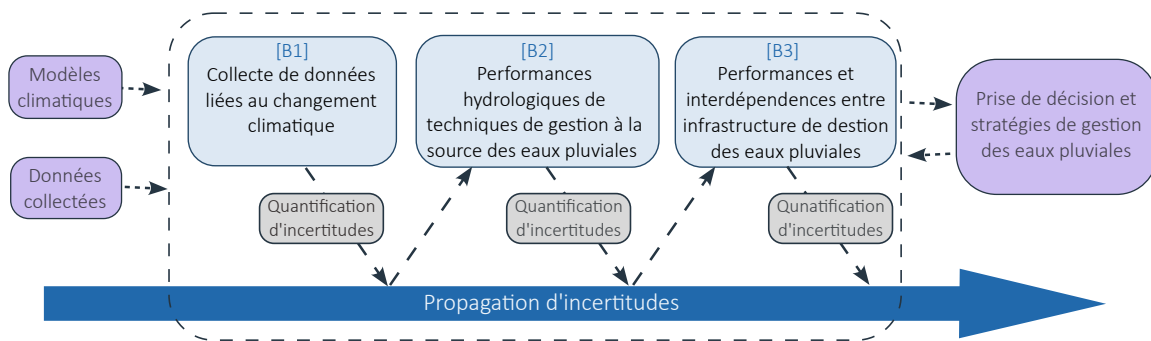 Modèles
climatiques
Données
collectées
[B1]
Collecte de données
liées au changement
climatique
[B2]
Performances
hydrologiques de
techniques de gestion à la
source des eaux pluviales
[B3]
Performances et
interdépendences entre
infrastructure de destion
des eaux pluviales
Prise de décision et
stratégies de gestion
des eaux pluviales
Quantification
d'incertitudes
Quantification
d'incertitudes
Qunatification
d'incertitudes
Propagation d'incertitudes